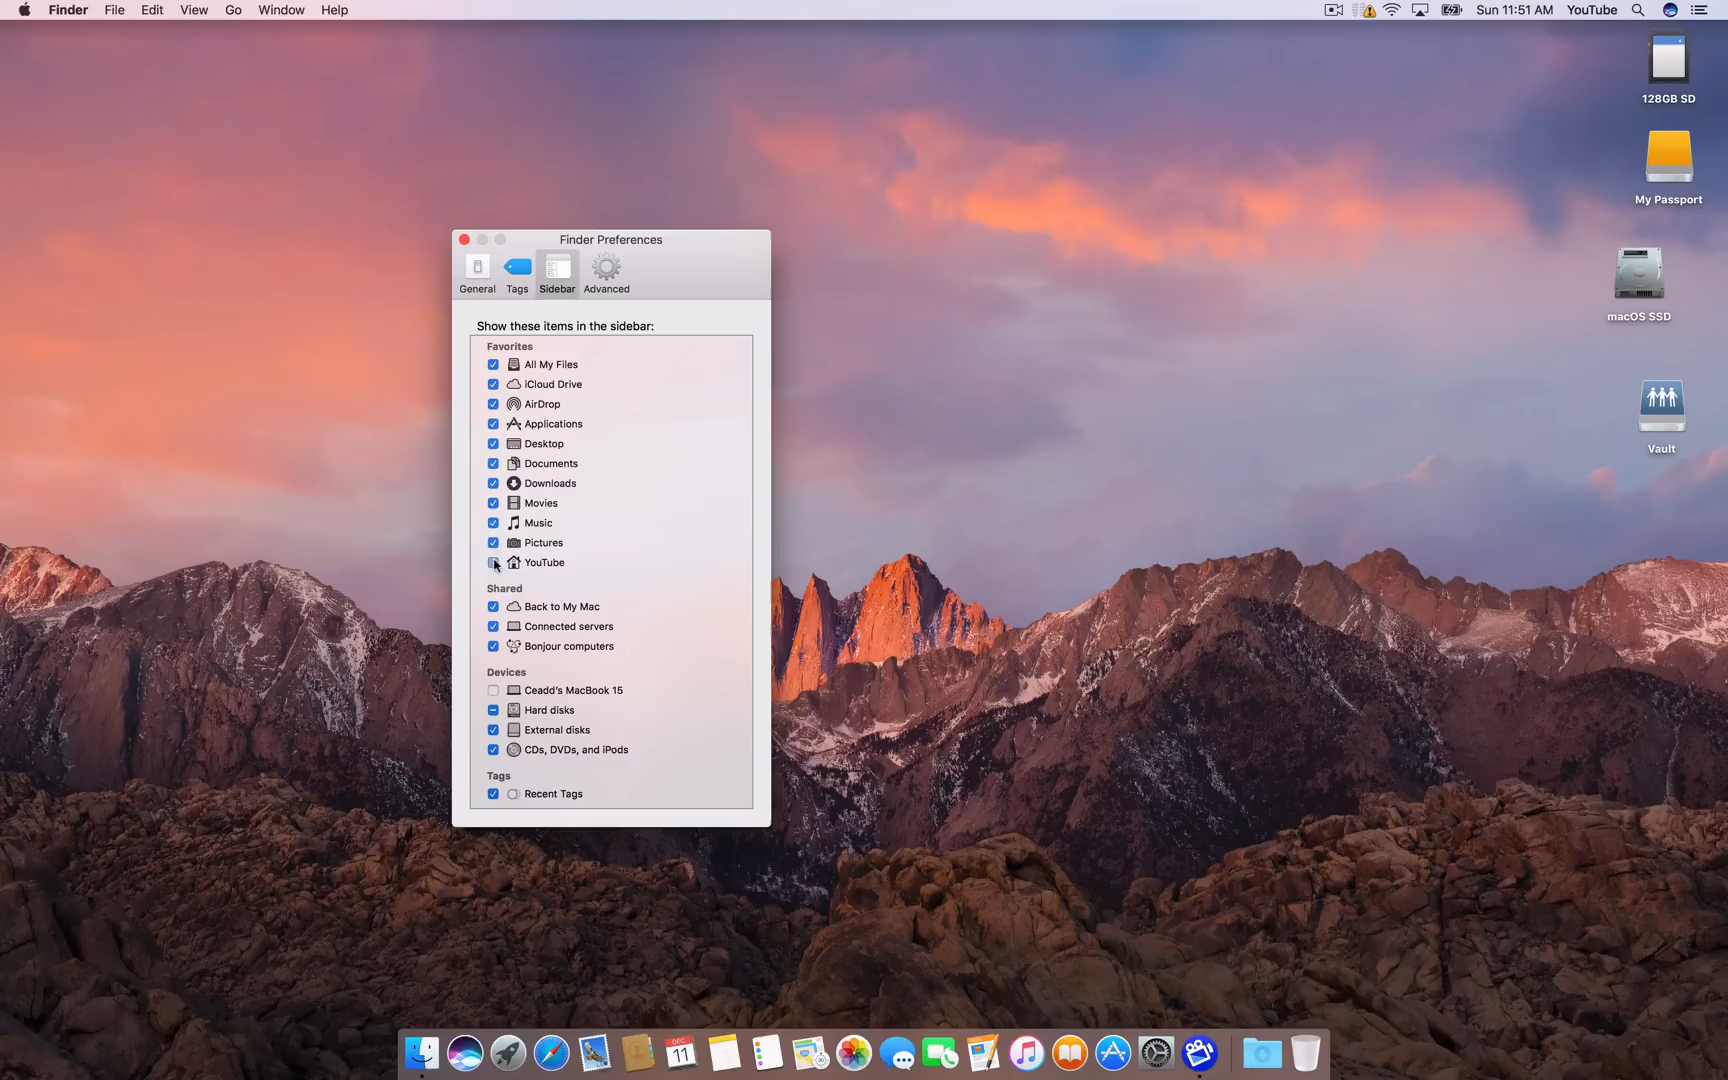 Finder File Edit View Go Window Help
Sun 11:51 AM YouTube
128GB SD
My Passport
macOS SSD
Vault
Finder Preferences
General Tags Sidebar Advanced
Show these items in the sidebar:
Favorites
All My Files
iCloud Drive
AirDrop
Applications
Desktop
Documents
Downloads
Movies
Music
Pictures
YouTube
Shared
Back to My Mac
Connected servers
Bonjour computers
Devices
Ceadd's MacBook 15
Hard disks
External disks
CDs, DVDs, and iPods
Tags
Recent Tags
DEC
11